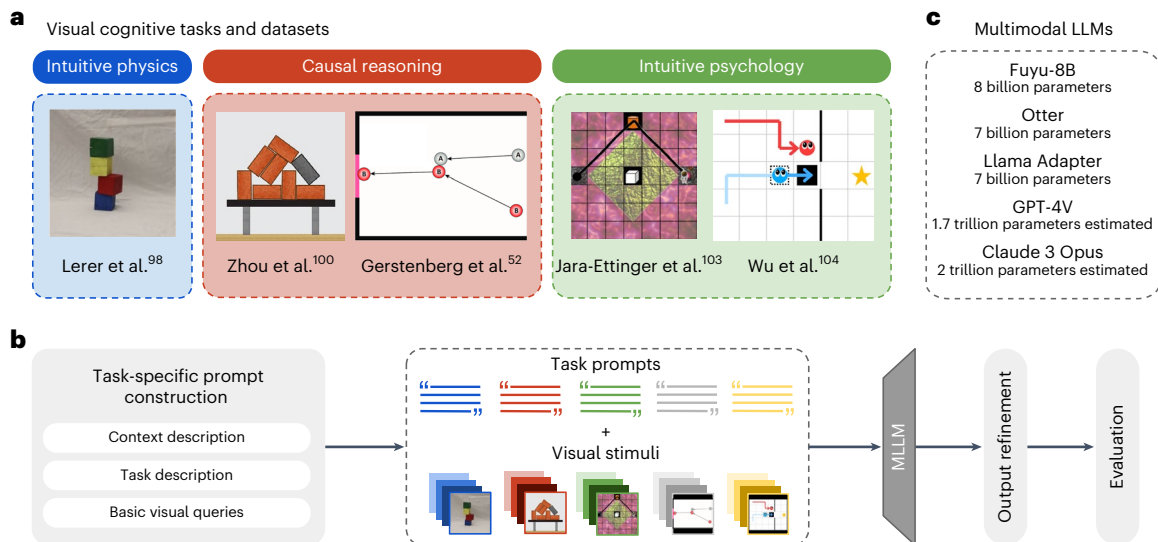 a
Visual cognitive tasks and datasets
Intuitive physics
Causal reasoning
Intuitive psychology
A
A
B
B
B
Lerer et al.98
Zhou et al.100
Gerstenberg et al.52
Jara-Ettinger et al.103
Wu et al.104
c
Multimodal LLMs
Fuyu-8B
8 billion parameters
Otter
7 billion parameters
Llama Adapter
7 billion parameters
GPT-4V
1.7 trillion parameters estimated
Claude 3 Opus
2 trillion parameters estimated
b
Task-specific prompt
construction
Context description
Task description
Basic visual queries
Task prompts
+
Visual stimuli
MLLM
Output refinement
Evaluation